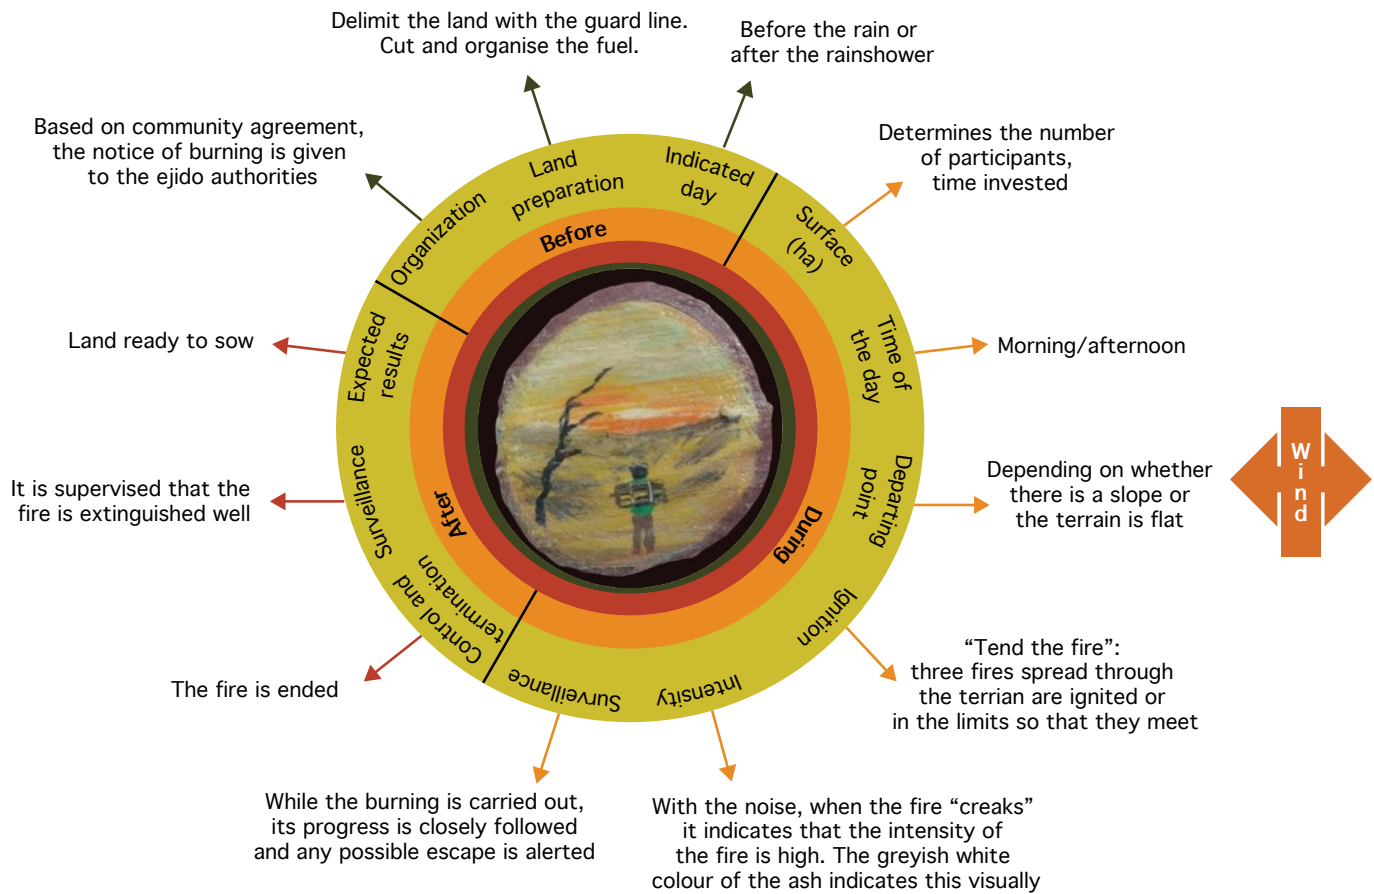 Delimit the land with the guard line.
Cut and organise the fuel.
Before the rain or
after the rainshower
Based on community agreement,
the notice of burning is given
to the ejido authorities
Determines the number
of participants,
time invested
Organization
Land
preparation
Indicated
day
Surface
(ha)
Before
Expected
results
Time of
the day
Land ready to sow
Morning/afternoon
Surveillance
After
During
Departing
point
It is supervised that the
fire is extinguished well
Depending on whether
there is a slope or
the terrain is flat
Wind
Control and
termination
Ignition
The fire is ended
"Tend the fire":
three fires spread through
the terrian are ignited or
in the limits so that they meet
Surveillance
Intensity
While the burning is carried out,
its progress is closely followed
and any possible escape is alerted
With the noise, when the fire "creaks"
it indicates that the intensity of
the fire is high. The greyish white
colour of the ash indicates this visually